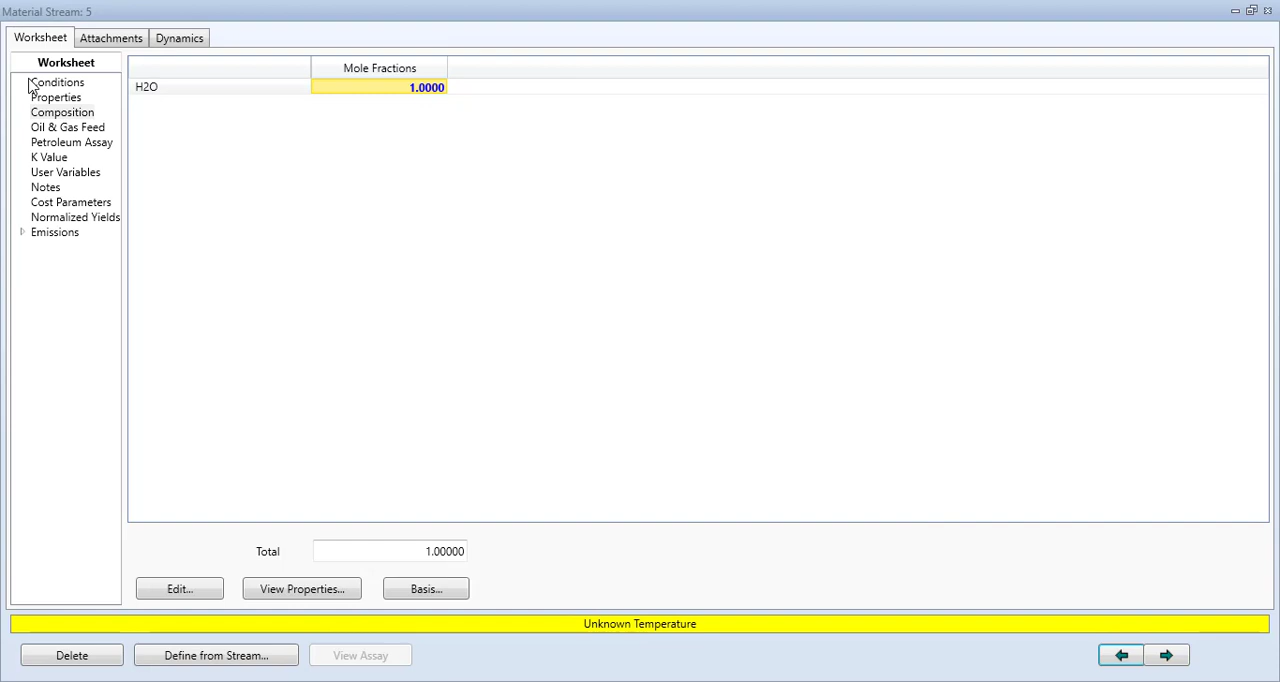 Material Stream: 5
Worksheet Attachments Dynamics
Worksheet
Conditions
Properties
Composition
Oil & Gas Feed
Petroleum Assay
K Value
User Variables
Notes
Cost Parameters
Normalized Yields
Emissions
Mole Fractions
H2O 1.0000
Total 1.00000
Edit... View Properties... Basis...
Unknown Temperature
Delete Define from Stream... View Assay